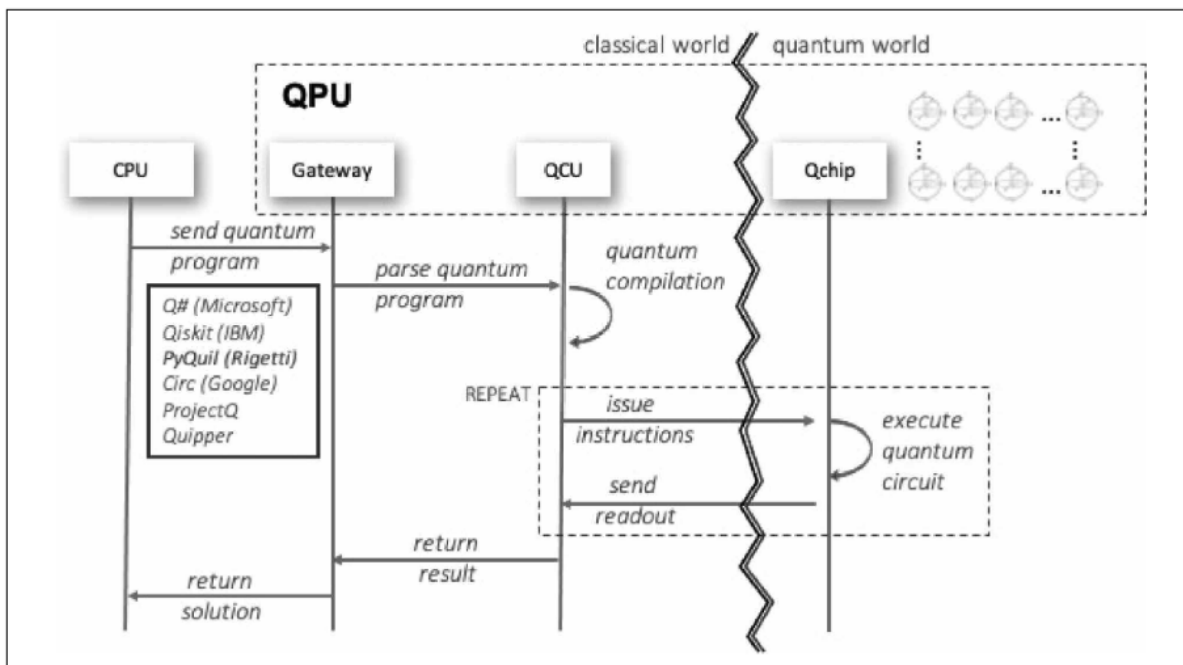 classical world
quantum world
QPU
CPU
Gateway
QCU
Qchip
...
...
send quantum
program
parse quantum
program
quantum
compilation
Q# (Microsoft)
Qiskit (IBM)
PyQuil (Rigetti)
Circ (Google)
ProjectQ
Quipper
REPEAT
issue
instructions
execute
quantum
circuit
send
readout
return
result
return
solution